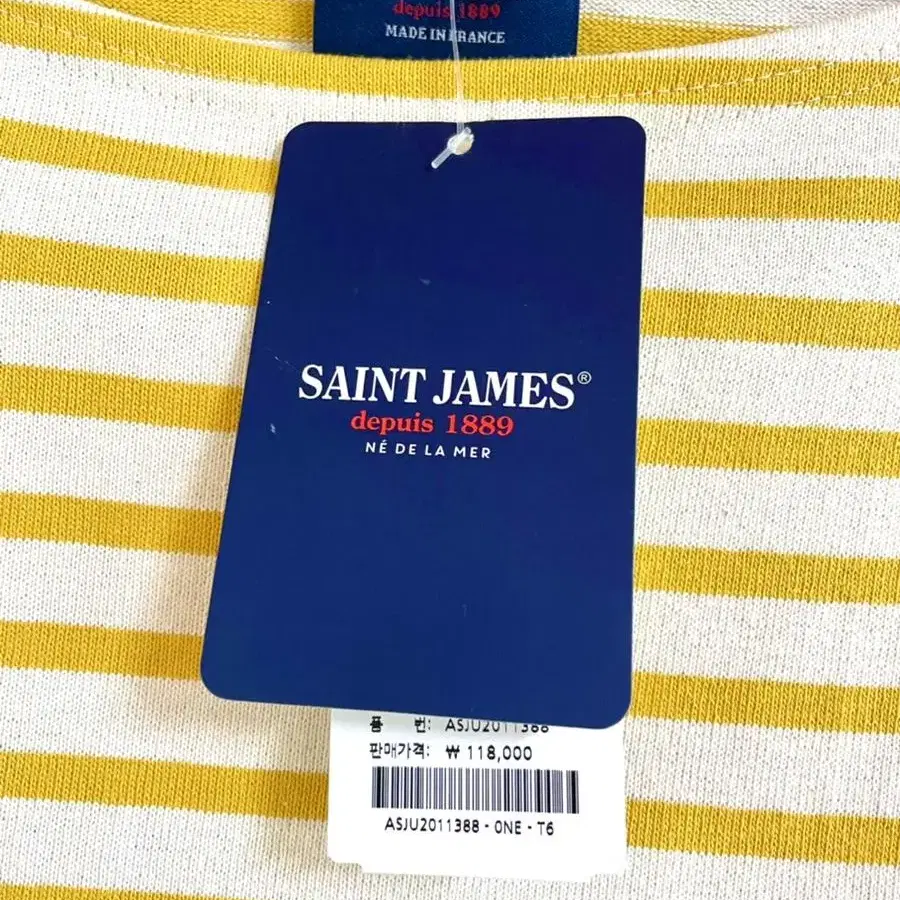 depuis 1889
MADE IN FRANCE
SAINT JAMES®
depuis 1889
NÉ DE LA MER
품 번: ASJU2011388
판매가격: ₩ 118,000
ASJU2011388 - 0NE - T6